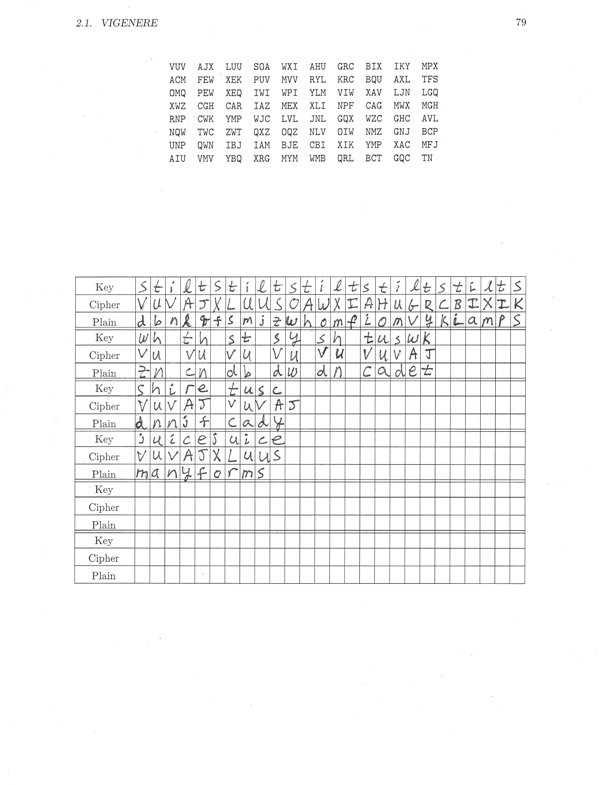 2.1. VIGENERE 79
VUV AJX LUU SOA WXI AHU GRC BIX IKY MPX
ACM FEW XEK PUV MVV RYL KRC BQU AXL TFS
OMQ PEW XEQ IWI WPI YLM VIW XAV LJN LGQ
XWZ CGH CAR IAZ MEX XLI NPF CAG MWX MGH
RNP CWK YMP WJC LVL JNL GQX WZC GHC AVL
NQW TWC ZWT QXZ OQZ NLV OIW NMZ GNJ BCP
UNP QWN IBJ IAM BJE CBI XIK YMP XAC MFJ
AIU VMV YBQ XRG MYM WMB QRL BCT GQC TN
Key s t i l t s t i l t s t i l t s t i l t s t i l t s
Cipher V U V A J X L U U S O A W X I A H U G R C B I X I K
Plain d b n f s m j z w h o m p l o m v y k i a m p s
Key w h t h s t s y s h t u s w k
Cipher V U V U V U V U V U V U V A J
Plain z n c n d b d w d n c a d e t
Key s h i r e t u s c
Cipher V U V A J V U V A J
Plain d n n j f c a d y
Key j u i c e j u i c e
Cipher V U V A J X L U U S
Plain m a n y f o r m s
Key
Cipher
Plain
Key
Cipher
Plain